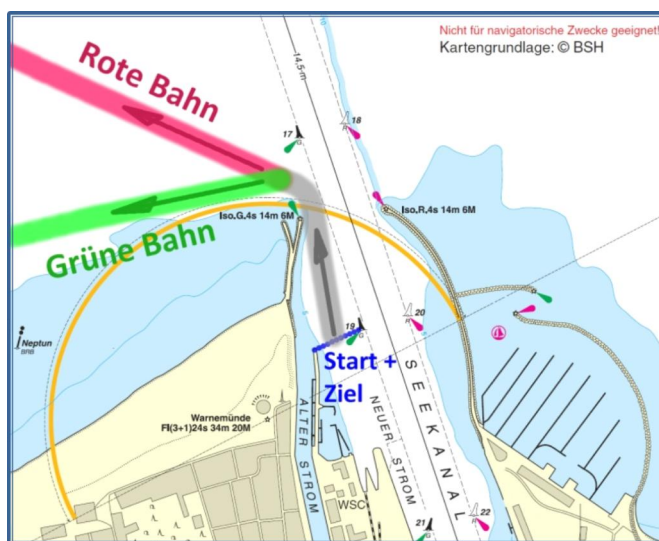 Nicht für navigatorische Zwecke geeignet!
Kartengrundlage: © BSH
Rote Bahn
14,5 m
17
G
18
R
Iso.G.4s 14m 6M
Iso.R.4s 14m 6M
Grüne Bahn
Neptun
19
G
20
R
Start +
Ziel
Warnemünde
Fl(3+1)24s 34m 20M
ALTER STROM
NEUER STROM
SEEKANAL
WSC
21
G
22
R